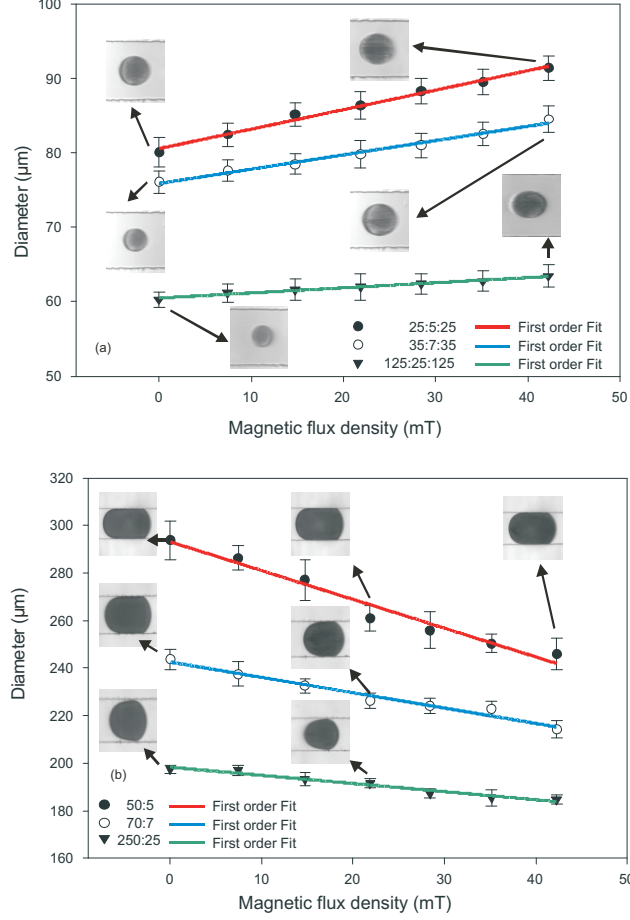 100
90
80
70
60
50
Diameter (µm)
(a)
25:5:25 First order Fit
35:7:35 First order Fit
125:25:125 First order Fit
0 10 20 30 40 50
Magnetic flux density (mT)
320
300
280
260
240
220
200
180
160
Diameter (µm)
(b)
50:5 First order Fit
70:7 First order Fit
250:25 First order Fit
0 10 20 30 40 50
Magnetic flux density (mT)